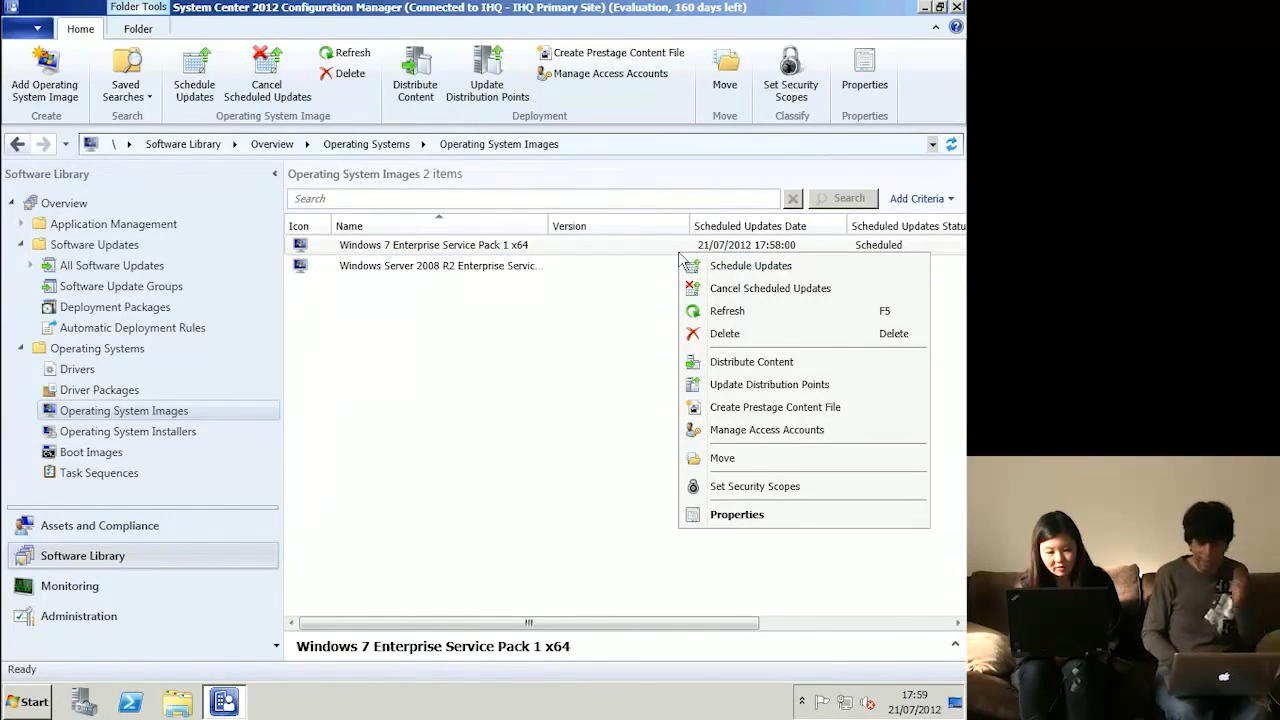 Folder Tools
System Center 2012 Configuration Manager (Connected to IHQ - IHQ Primary Site) (Evaluation, 160 days left)
Home
Folder
Add Operating System Image
Saved Searches
Schedule Updates
Cancel Scheduled Updates
Refresh
Delete
Distribute Content
Update Distribution Points
Create Prestage Content File
Manage Access Accounts
Move
Set Security Scopes
Properties
Create
Search
Operating System Image
Deployment
Move
Classify
Properties
\ Software Library Overview Operating Systems Operating System Images
Software Library
Overview
Application Management
Software Updates
All Software Updates
Software Update Groups
Deployment Packages
Automatic Deployment Rules
Operating Systems
Drivers
Driver Packages
Operating System Images
Operating System Installers
Boot Images
Task Sequences
Assets and Compliance
Software Library
Monitoring
Administration
Operating System Images 2 items
Search
Search
Add Criteria
Icon Name Version Scheduled Updates Date Scheduled Updates Statu
Windows 7 Enterprise Service Pack 1 x64 21/07/2012 17:58:00 Scheduled
Windows Server 2008 R2 Enterprise Servic...
Schedule Updates
Cancel Scheduled Updates
Refresh F5
Delete Delete
Distribute Content
Update Distribution Points
Create Prestage Content File
Manage Access Accounts
Move
Set Security Scopes
Properties
Windows 7 Enterprise Service Pack 1 x64
Ready
Start
17:59
21/07/2012